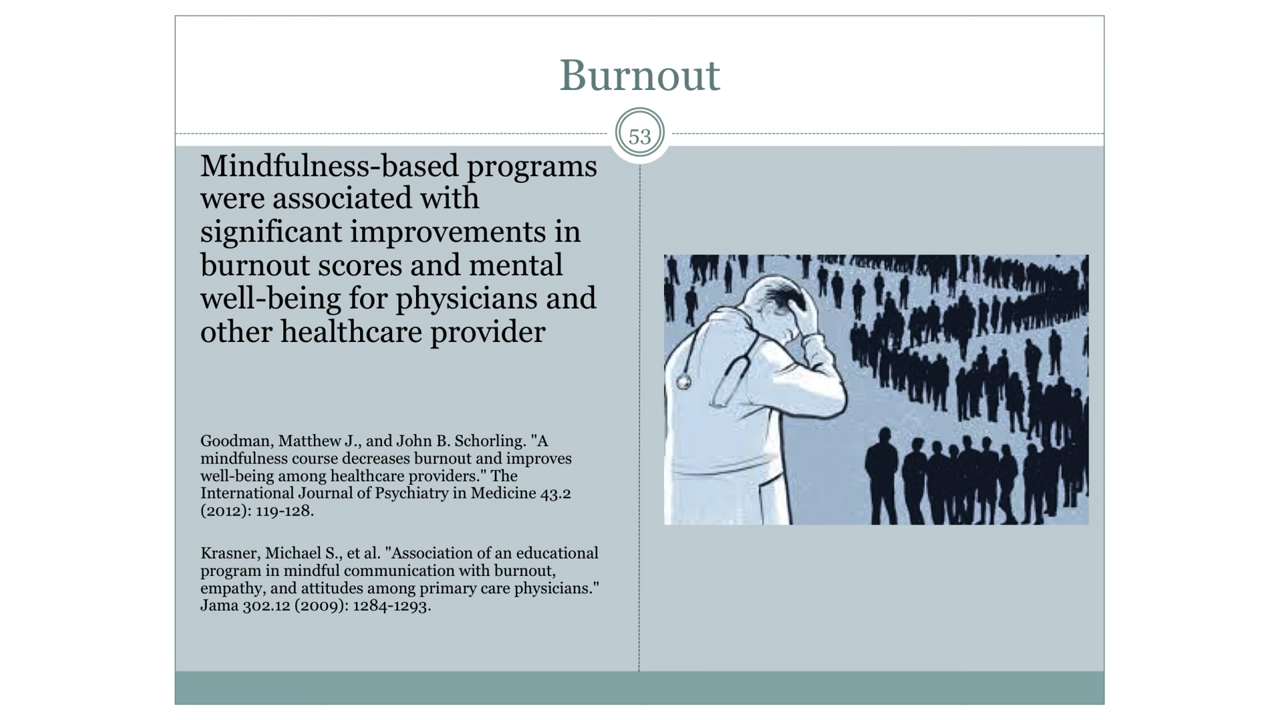 Burnout
53
Mindfulness-based programs
were associated with
significant improvements in
burnout scores and mental
well-being for physicians and
other healthcare provider
Goodman, Matthew J., and John B. Schorling. "A
mindfulness course decreases burnout and improves
well-being among healthcare providers." The
International Journal of Psychiatry in Medicine 43.2
(2012): 119-128.
Krasner, Michael S., et al. "Association of an educational
program in mindful communication with burnout,
empathy, and attitudes among primary care physicians."
Jama 302.12 (2009): 1284-1293.